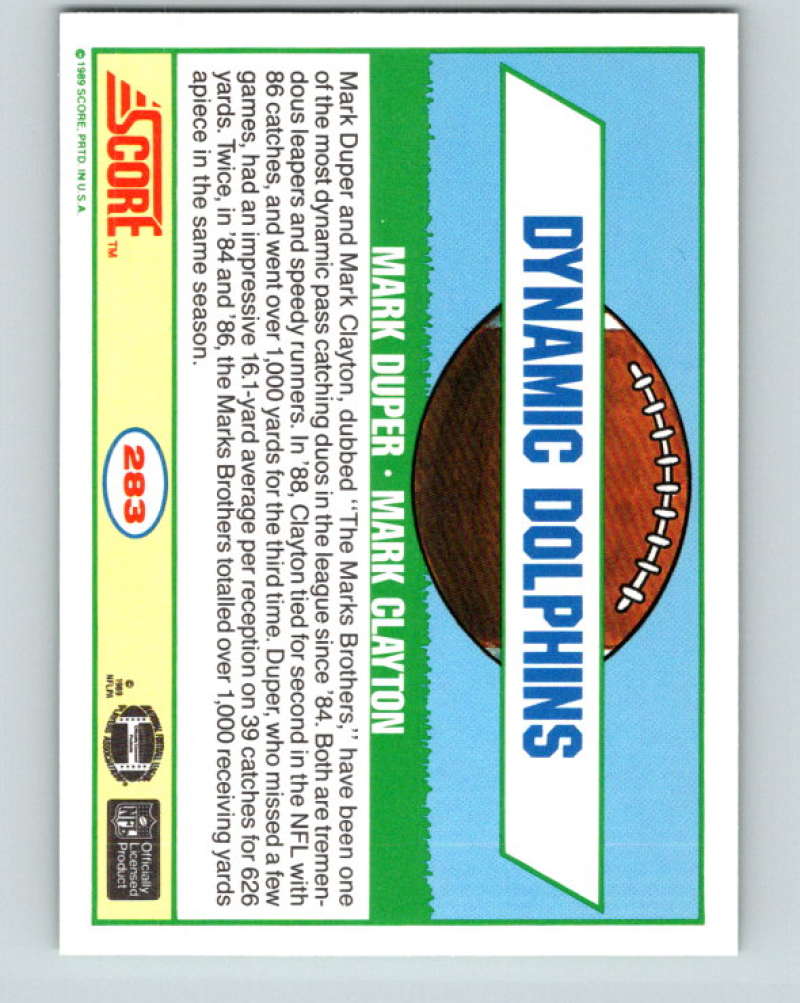 DYNAMIC DOLPHINS
MARK DUPER • MARK CLAYTON
Mark Duper and Mark Clayton, dubbed "The Marks Brothers," have been one
of the most dynamic pass catching duos in the league since '84. Both are tremen-
dous leapers and speedy runners. In '88, Clayton tied for second in the NFL with
86 catches, and went over 1,000 yards for the third time. Duper, who missed a few
games, had an impressive 16.1-yard average per reception on 39 catches for 626
yards. Twice, in '84 and '86, the Marks Brothers totalled over 1,000 receiving yards
apiece in the same season.
SCORE™
283
©
1989
NFLPA
NFL
Officially
Licensed
Product
© 1989 SCORE, PRTD. IN U.S.A.